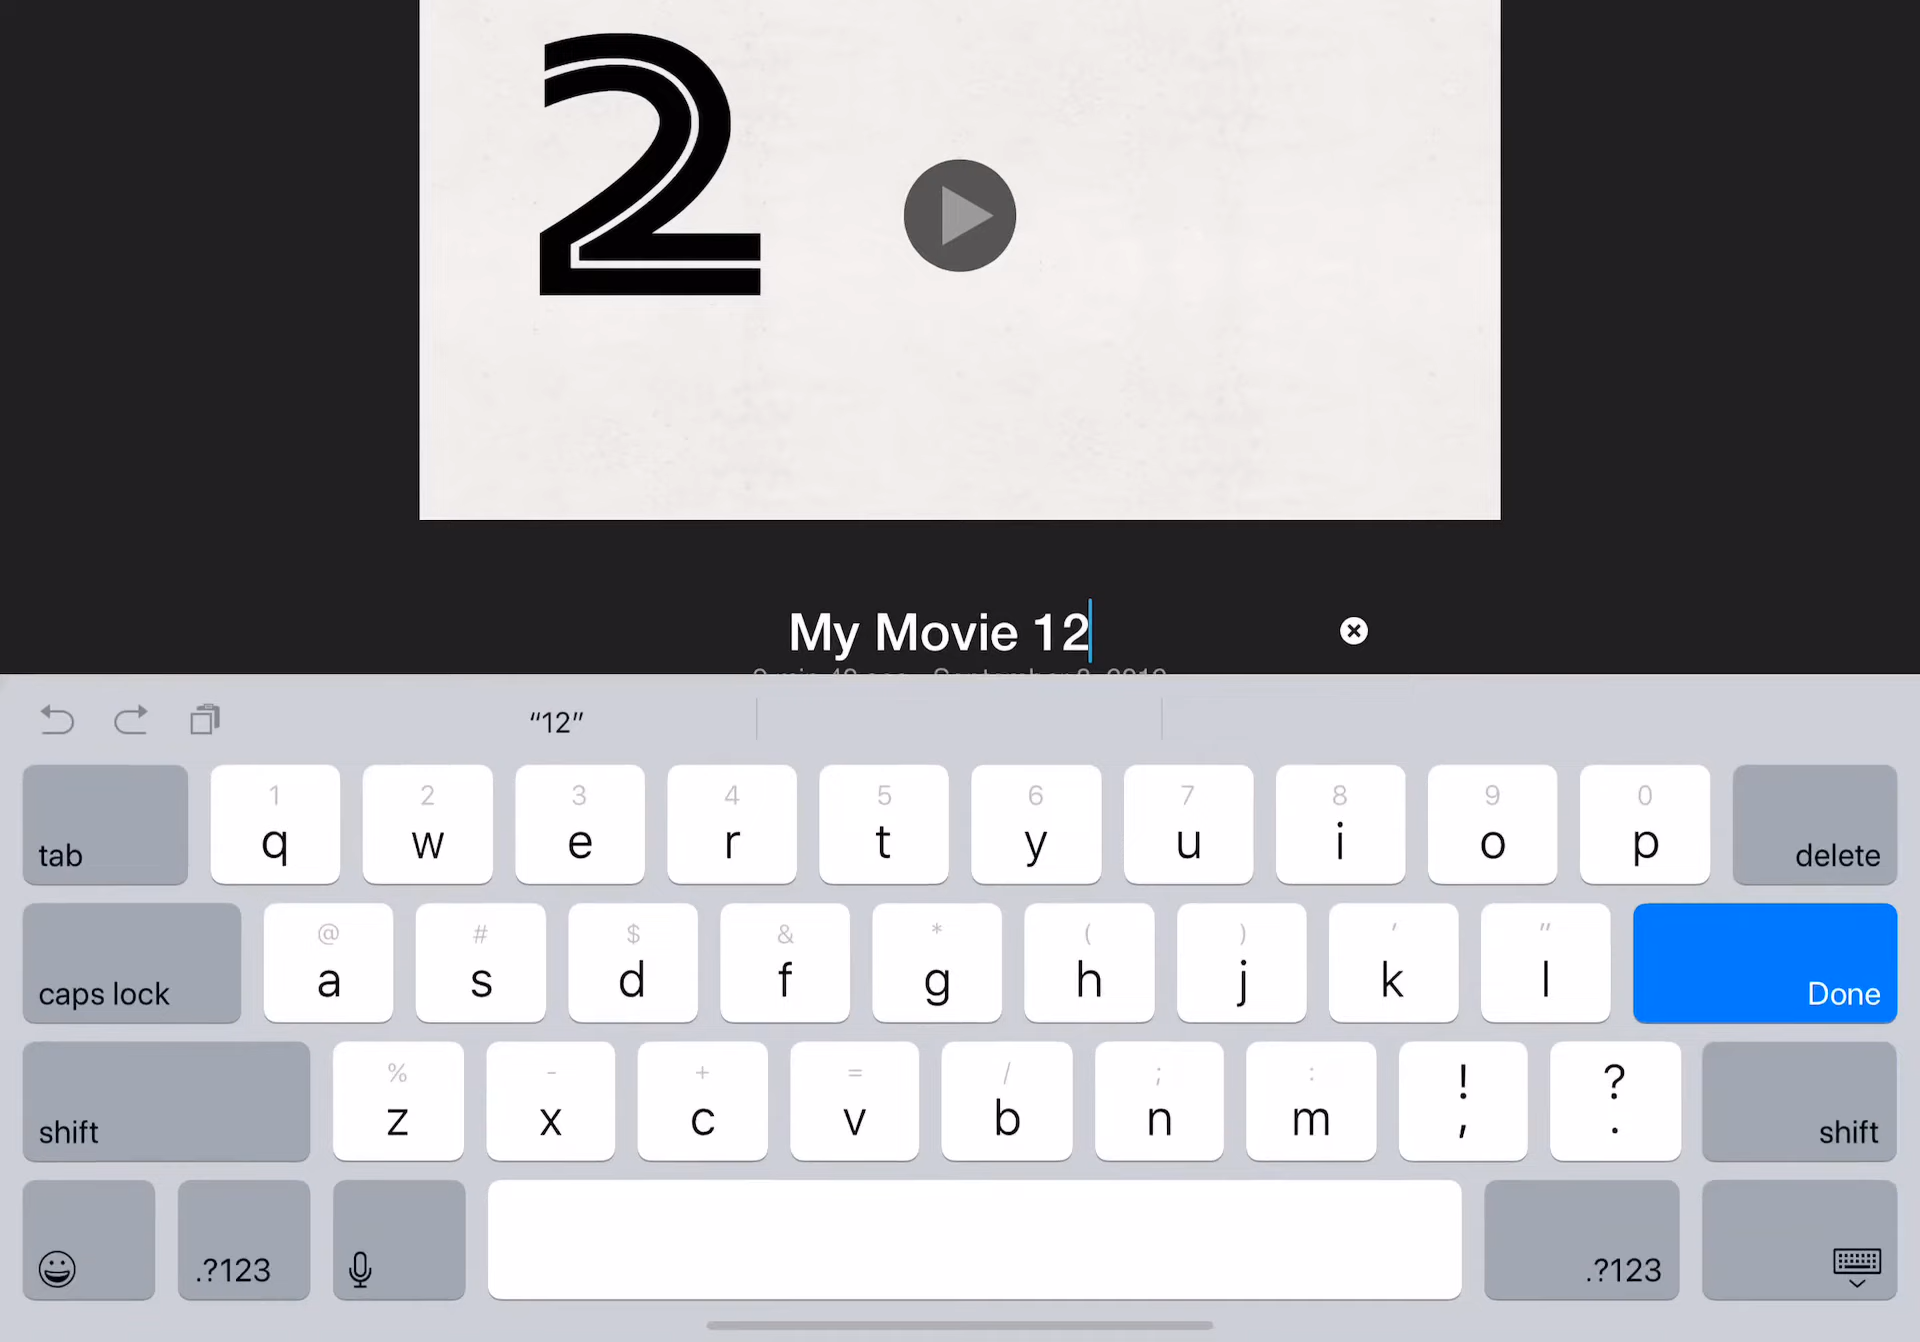 2
My Movie 12
“12”
1 2 3 4 5 6 7 8 9 0
tab q w e r t y u i o p delete
@ # $ & * ( ) ' "
caps lock a s d f g h j k l Done
% - + = / ; : ! ?
shift z x c v b n m , . shift
.?123 .?123